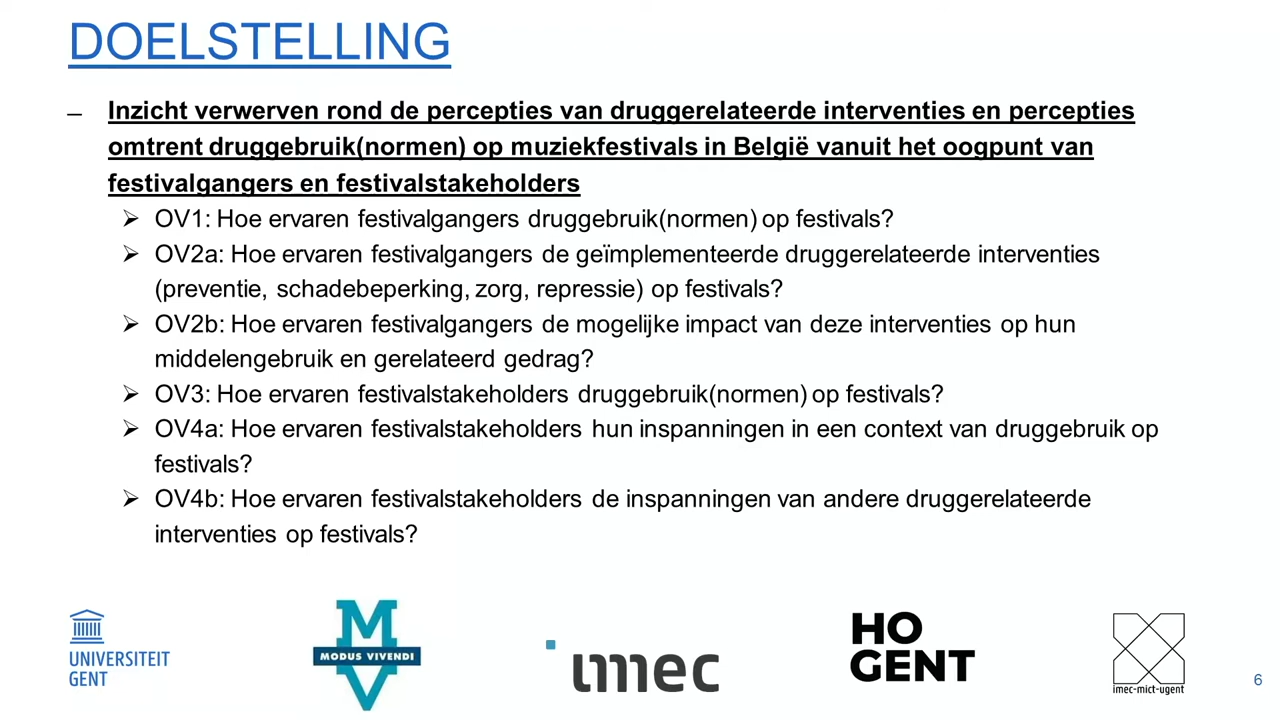 DOELSTELLING
– Inzicht verwerven rond de percepties van druggerelateerde interventies en percepties
omtrent druggebruik(normen) op muziekfestivals in België vanuit het oogpunt van
festivalgangers en festivalstakeholders
➢ OV1: Hoe ervaren festivalgangers druggebruik(normen) op festivals?
➢ OV2a: Hoe ervaren festivalgangers de geïmplementeerde druggerelateerde interventies
(preventie, schadebeperking, zorg, repressie) op festivals?
➢ OV2b: Hoe ervaren festivalgangers de mogelijke impact van deze interventies op hun
middelengebruik en gerelateerd gedrag?
➢ OV3: Hoe ervaren festivalstakeholders druggebruik(normen) op festivals?
➢ OV4a: Hoe ervaren festivalstakeholders hun inspanningen in een context van druggebruik op
festivals?
➢ OV4b: Hoe ervaren festivalstakeholders de inspanningen van andere druggerelateerde
interventies op festivals?
UNIVERSITEIT
GENT
M
MODUS VIVENDI
V
imec
HO
GENT
imec-mict-ugent
6